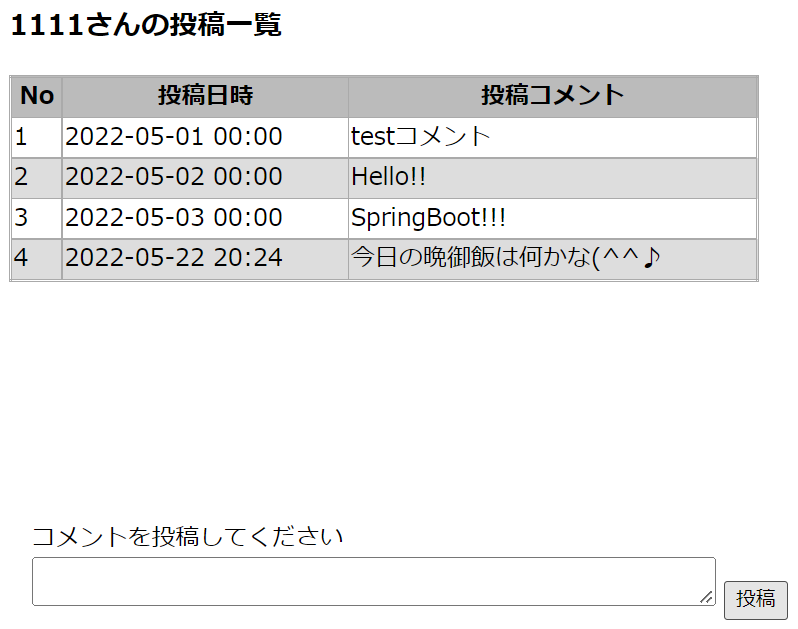 1111さんの投稿一覧
No 投稿日時 投稿コメント
1 2022-05-01 00:00 testコメント
2 2022-05-02 00:00 Hello!!
3 2022-05-03 00:00 SpringBoot!!!
4 2022-05-22 20:24 今日の晩御飯は何かな(^^♪
コメントを投稿してください
投稿